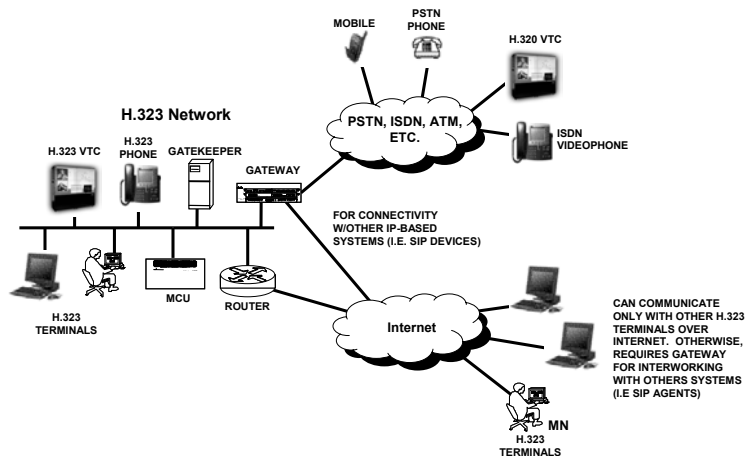 MOBILE
PSTN
PHONE
H.320 VTC
PSTN, ISDN, ATM,
ETC.
ISDN
VIDEOPHONE
H.323 Network
H.323 VTC
H.323
PHONE
GATEKEEPER
GATEWAY
FOR CONNECTIVITY
W/OTHER IP-BASED
SYSTEMS (I.E. SIP DEVICES)
H.323
TERMINALS
MCU
ROUTER
Internet
CAN COMMUNICATE
ONLY WITH OTHER H.323
TERMINALS OVER
INTERNET. OTHERWISE,
REQUIRES GATEWAY
FOR INTERWORKING
WITH OTHERS SYSTEMS
(I.E SIP AGENTS)
MN
H.323
TERMINALS